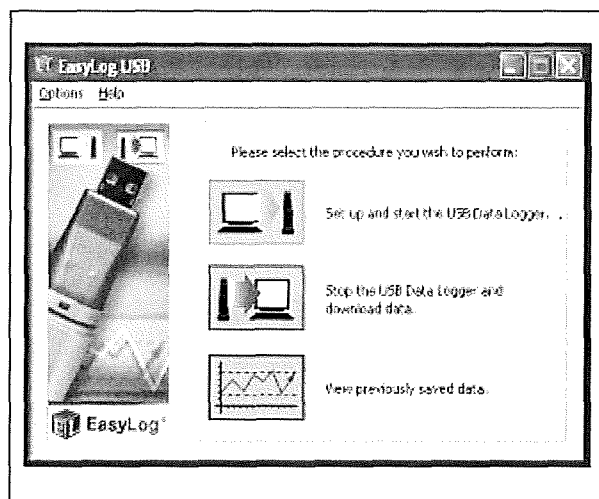 EasyLog USB
Options Help
Please select the procedure you wish to perform:
Set up and start the USB Data Logger.
Stop the USB Data Logger and
download data.
View previously saved data.
EasyLog